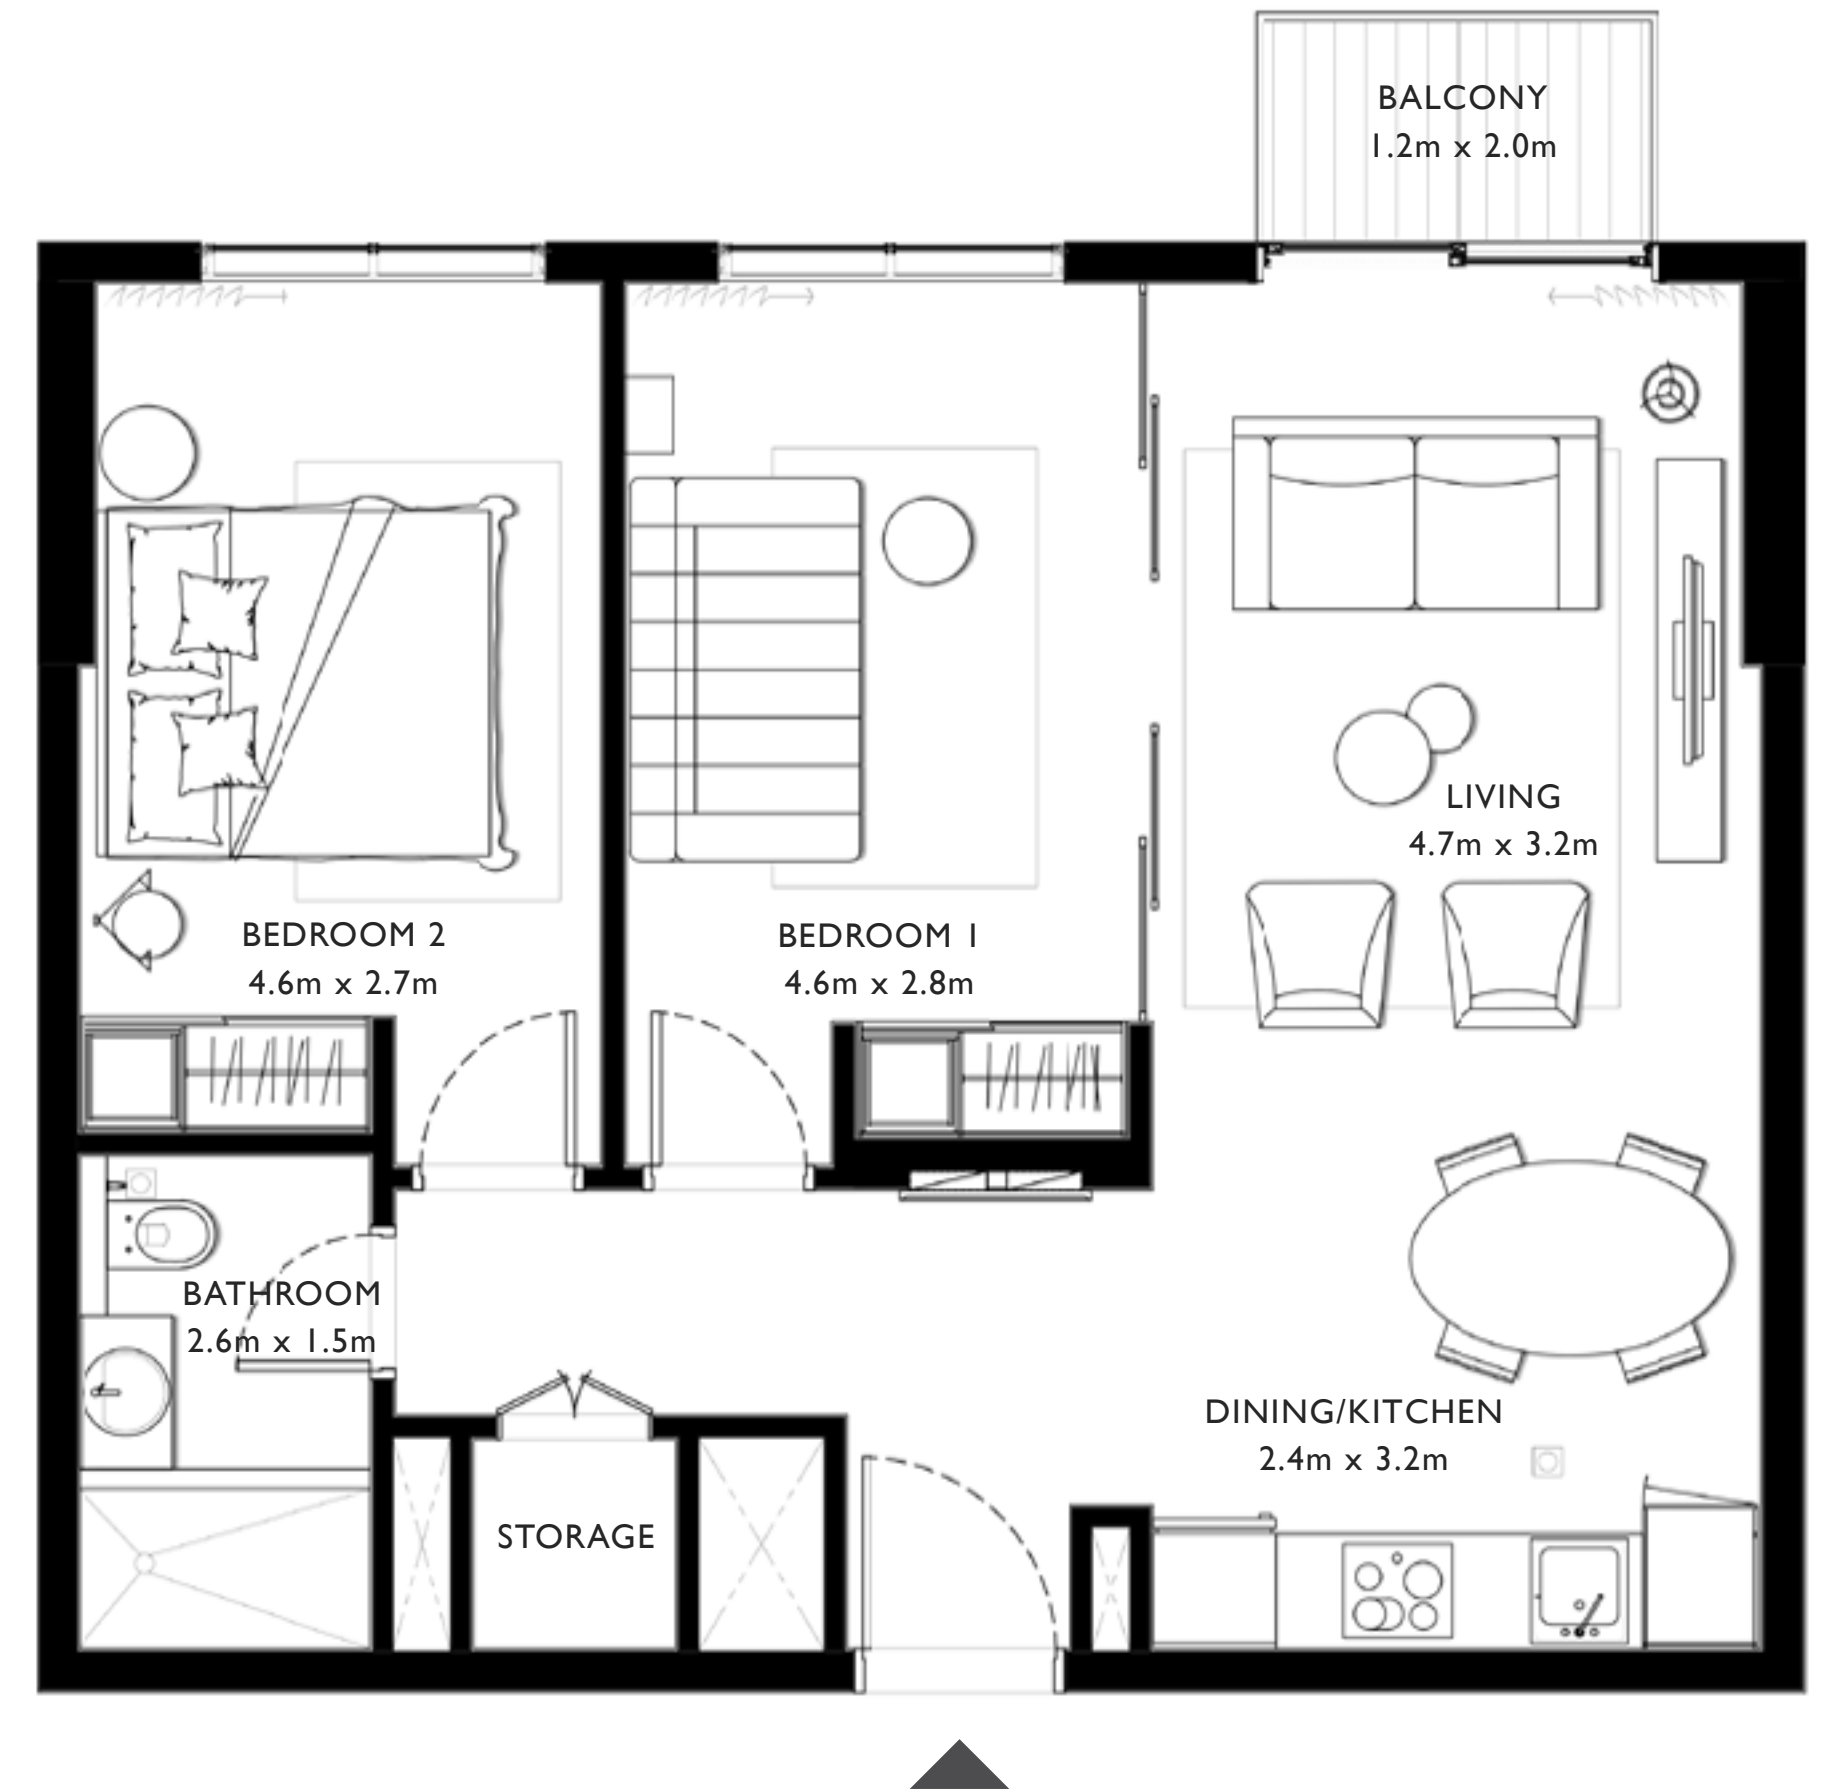 BALCONY
1.2m x 2.0m
LIVING
4.7m x 3.2m
BEDROOM 2
4.6m x 2.7m
BEDROOM 1
4.6m x 2.8m
BATHROOM
2.6m x 1.5m
DINING/KITCHEN
2.4m x 3.2m
STORAGE